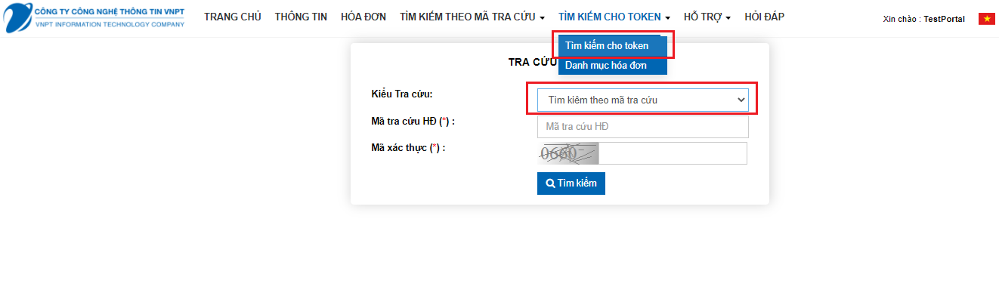 CÔNG TY CÔNG NGHỆ THÔNG TIN VNPT
VNPT INFORMATION TECHNOLOGY COMPANY
TRANG CHỦ THÔNG TIN HÓA ĐƠN TÌM KIẾM THEO MÃ TRA CỨU TÌM KIẾM CHO TOKEN HỖ TRỢ HỎI ĐÁP
Xin chào : TestPortal
Tìm kiếm cho token
Danh mục hóa đơn
TRA CỨU
Kiểu Tra cứu:
Tìm kiêm theo mã tra cứu
Mã tra cứu HĐ (*) :
Mã tra cứu HĐ
Mã xác thực (*) :
0660
Tìm kiếm